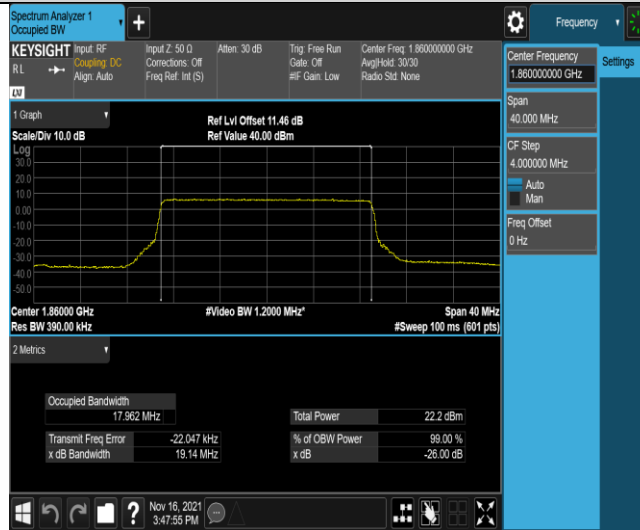 Spectrum Analyzer 1
Occupied BW
+
Frequency
KEYSIGHT
RL
LXI
Input: RF
Coupling: DC
Align: Auto
Input Z: 50 Ω
Corrections: Off
Freq Ref: Int (S)
Atten: 30 dB
Trig: Free Run
Gate: Off
#IF Gain: Low
Center Freq: 1.860000000 GHz
Avg|Hold: 30/30
Radio Std: None
Center Frequency
1.860000000 GHz
Settings
Span
40.000 MHz
CF Step
4.000000 MHz
Auto
Man
Freq Offset
0 Hz
1 Graph
Scale/Div 10.0 dB
Ref Lvl Offset 11.46 dB
Ref Value 40.00 dBm
Log
30.0
20.0
10.0
0.00
-10.0
-20.0
-30.0
-40.0
-50.0
Center 1.86000 GHz
#Video BW 1.2000 MHz*
Span 40 MHz
Res BW 390.00 kHz
#Sweep 100 ms (601 pts)
2 Metrics
Occupied Bandwidth
17.962 MHz
Total Power 22.2 dBm
Transmit Freq Error -22.047 kHz
% of OBW Power 99.00 %
x dB Bandwidth 19.14 MHz
x dB -26.00 dB
?
Nov 16, 2021
3:47:55 PM